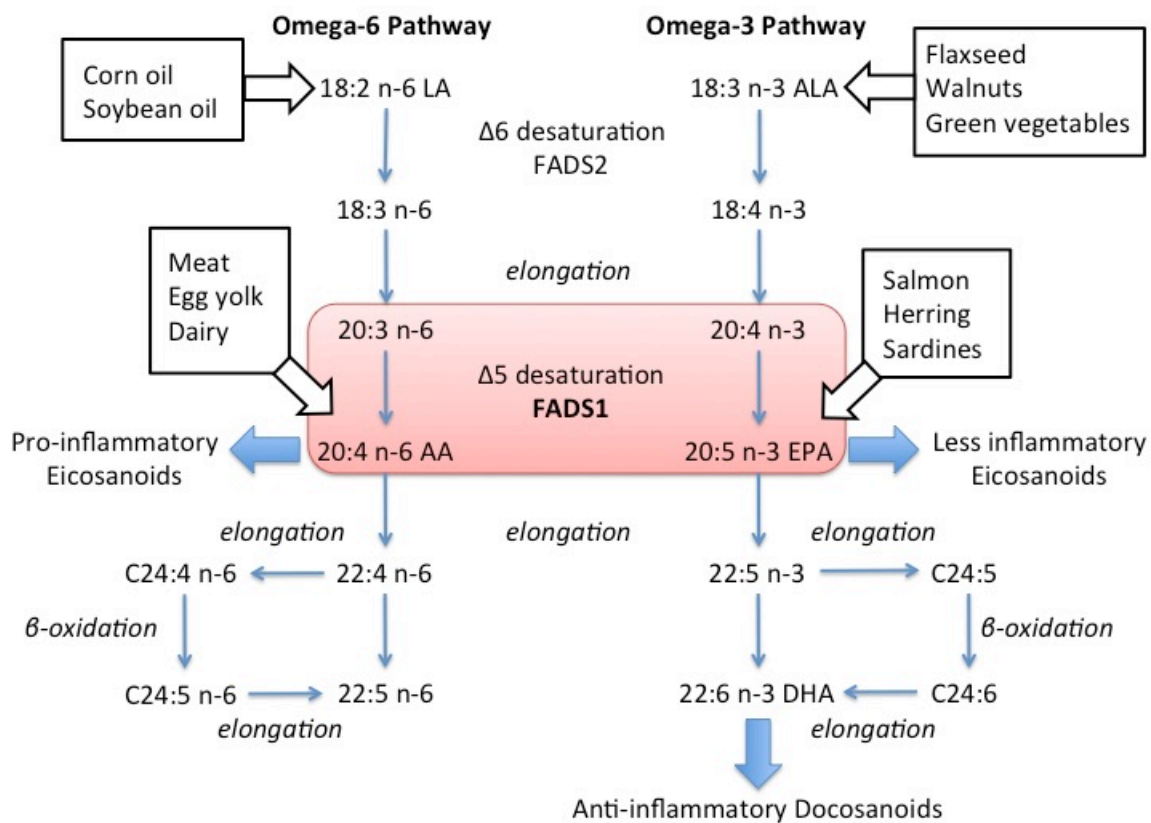 Omega-6 Pathway
Omega-3 Pathway
Corn oil
Soybean oil
18:2 n-6 LA
18:3 n-3 ALA
Flaxseed
Walnuts
Green vegetables
Δ6 desaturation
FADS2
18:3 n-6
18:4 n-3
Meat
Egg yolk
Dairy
elongation
Salmon
Herring
Sardines
20:3 n-6
20:4 n-3
Δ5 desaturation
FADS1
Pro-inflammatory
Eicosanoids
20:4 n-6 AA
20:5 n-3 EPA
Less inflammatory
Eicosanoids
elongation
elongation
elongation
C24:4 n-6
22:4 n-6
22:5 n-3
C24:5
β-oxidation
β-oxidation
C24:5 n-6
22:5 n-6
22:6 n-3 DHA
C24:6
elongation
elongation
Anti-inflammatory Docosanoids